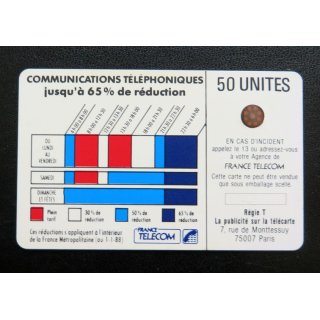 COMMUNICATIONS TÉLÉPHONIQUES
jusqu'à 65% de réduction
DU
LUNDI
AU
VENDREDI
SAMEDI
DIMANCHE
ET FÊTES
Plein tarif
30% de réduction
50% de réduction
65% de réduction
Ces réductions s'appliquent à l'intérieur
de la France Métropolitaine (au 1-1-88)
FRANCE
TELECOM
50 UNITES
EN CAS D'INCIDENT
appelez le 13 ou adressez-vous
à votre Agence de
FRANCE TELECOM
Cette carte ne peut être vendue
que sous emballage scellé.
Régie T
La publicité sur la télécarte
7, rue de Monttessuy
75007 Paris